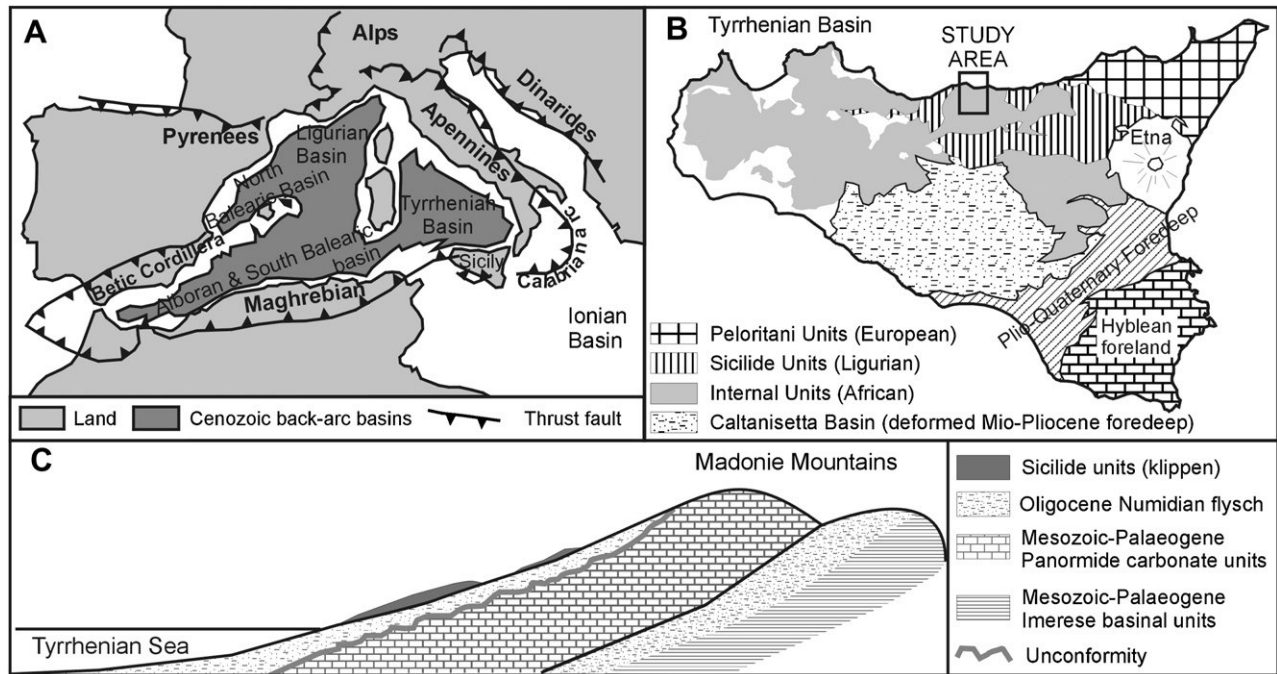 A
Alps
Dinarides
Pyrenees
Ligurian
Basin
Apennines
North
Balearis Basin
Tyrrhenian
Basin
Betic Cordillera
Alboran & South Balearic
basin
Sicily
Calabrian arc
Maghrebian
Ionian
Basin
Land
Cenozoic back-arc basins
Thrust fault
B
Tyrrhenian Basin
STUDY
AREA
Etna
Plio-Quaternary Foredeep
Hyblean
foreland
Peloritani Units (European)
Sicilide Units (Ligurian)
Internal Units (African)
Caltanisetta Basin (deformed Mio-Pliocene foredeep)
C
Madonie Mountains
Tyrrhenian Sea
Sicilide units (klippen)
Oligocene Numidian flysch
Mesozoic-Palaeogene
Panormide carbonate units
Mesozoic-Palaeogene
Imerese basinal units
Unconformity